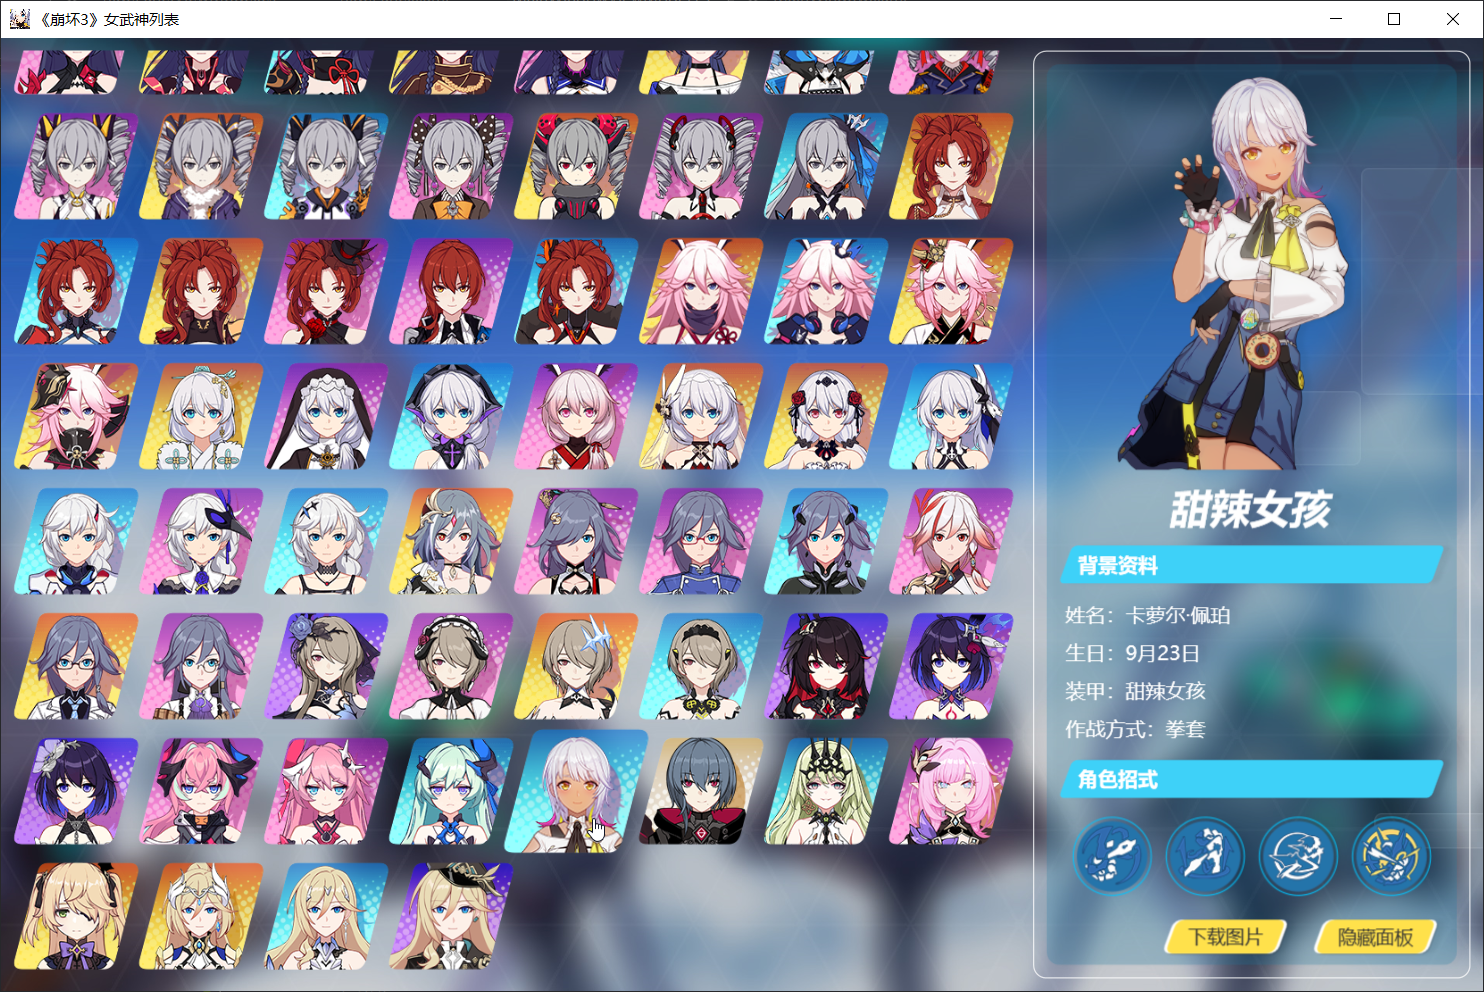 《崩坏3》女武神列表
甜辣女孩
背景资料
姓名：卡萝尔·佩珀
生日：9月23日
装甲：甜辣女孩
作战方式：拳套
角色招式
下载图片
隐藏面板